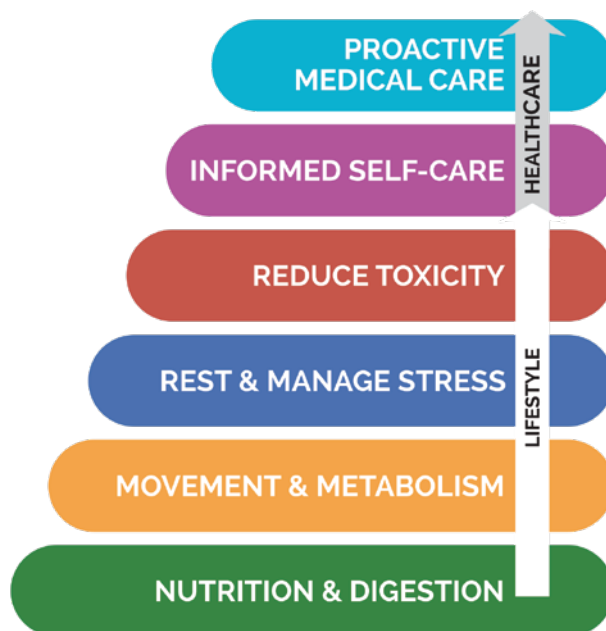 PROACTIVE
MEDICAL CARE
HEALTHCARE
INFORMED SELF-CARE
REDUCE TOXICITY
LIFESTYLE
REST & MANAGE STRESS
MOVEMENT & METABOLISM
NUTRITION & DIGESTION